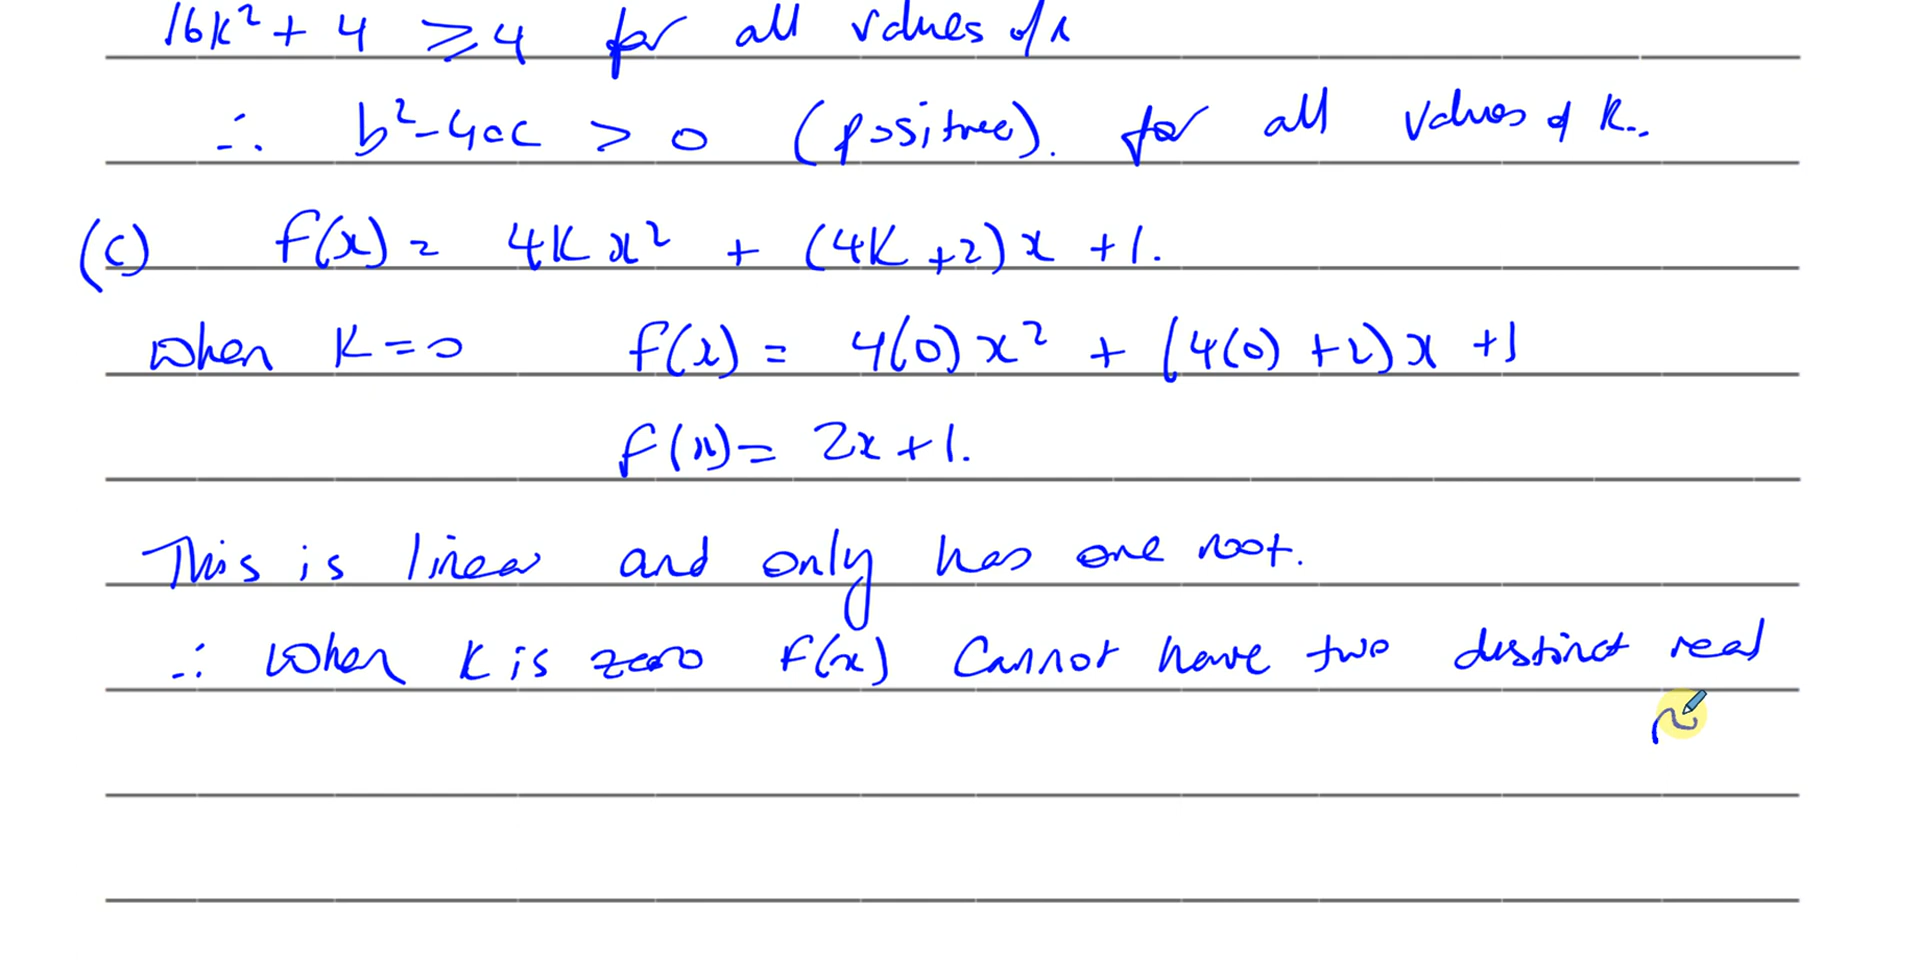 16k² + 4 ⩾ 4 for all values of
∴ b²-4ac > 0 (positive). for all values of k.
(c) f(x) = 4kx² + (4k+2)x +1.
when k=0 f(x) = 4(0)x² + (4(0)+2)x +1
f(x) = 2x+1.
This is linear and only has one root.
∴ when k is zero f(x) cannot have two distinct real